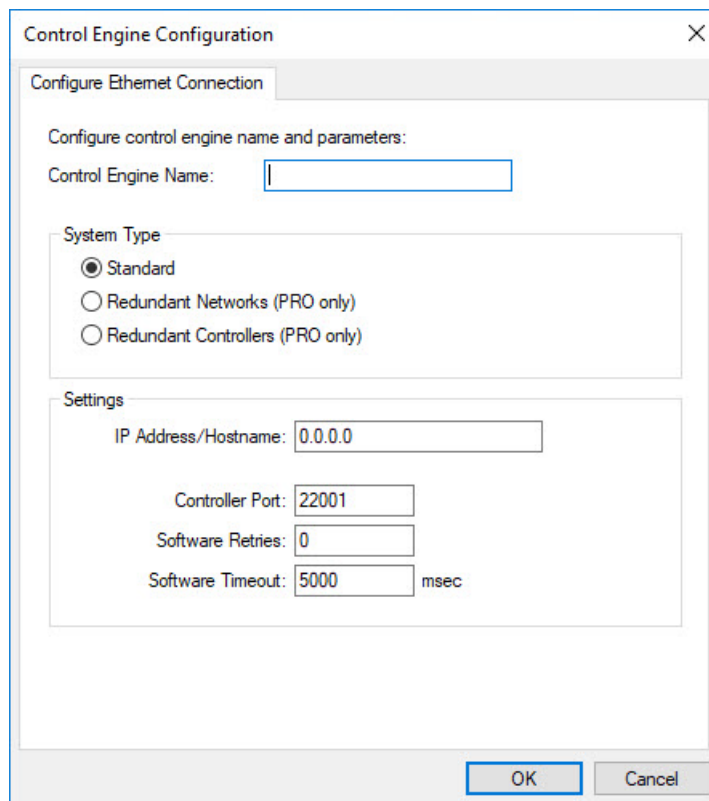 Control Engine Configuration
Configure Ethernet Connection
Configure control engine name and parameters:
Control Engine Name:
System Type
Standard
Redundant Networks (PRO only)
Redundant Controllers (PRO only)
Settings
IP Address/Hostname: 0.0.0.0
Controller Port: 22001
Software Retries: 0
Software Timeout: 5000 msec
OK Cancel